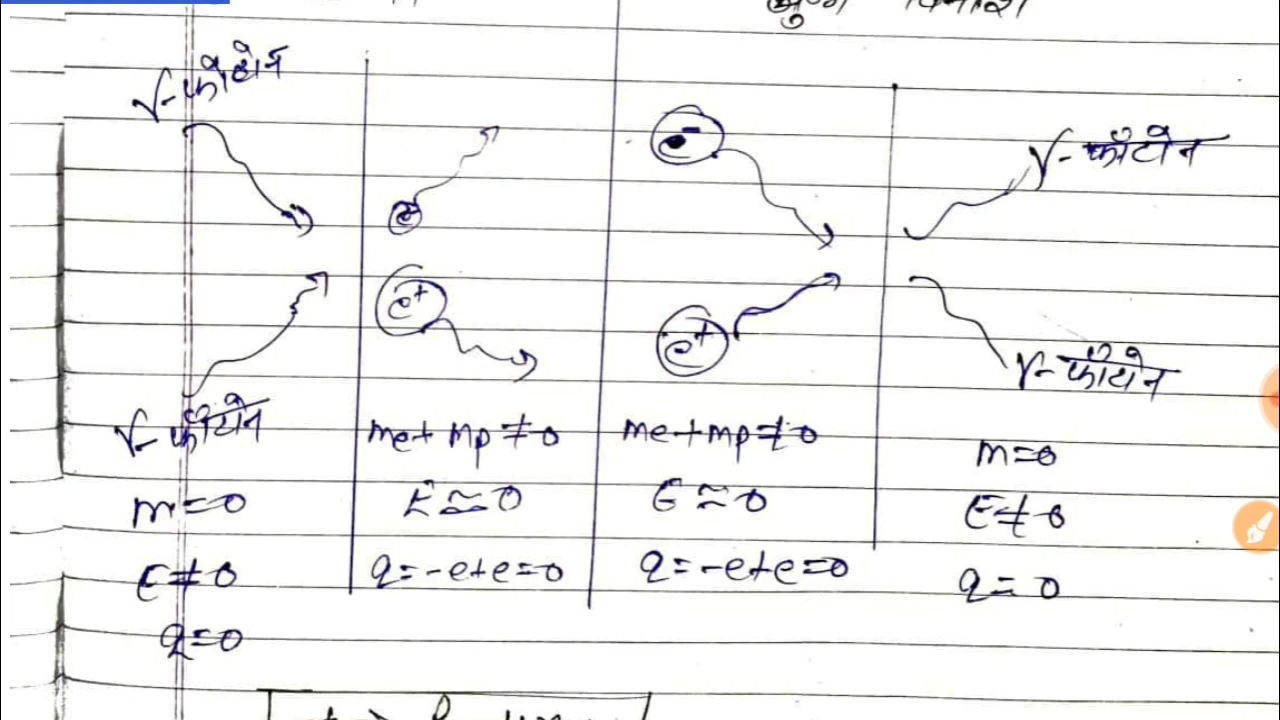 युग्म विनाश
γ-फोटोन
e⁻
γ-फोटोन
e⁻
e⁺
e⁺
γ-फोटोन
γ-फोटोन
me+mp≠0
me+mp≠0
m=0
m=0
E≃0
E≃0
E≠0
E≠0
q=-e+e=0
q=-e+e=0
q=0
q=0